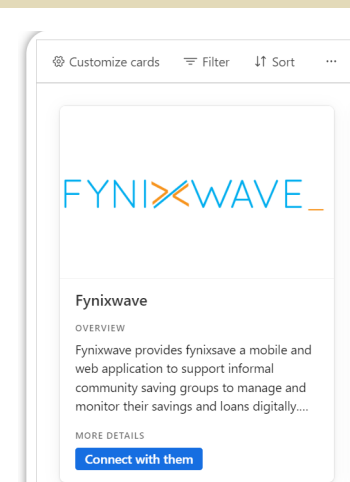 Customize cards Filter Sort ...
FYNIXWAVE_
Fynixwave
OVERVIEW
Fynixwave provides fynixsave a mobile and
web application to support informal
community saving groups to manage and
monitor their savings and loans digitally....
MORE DETAILS
Connect with them